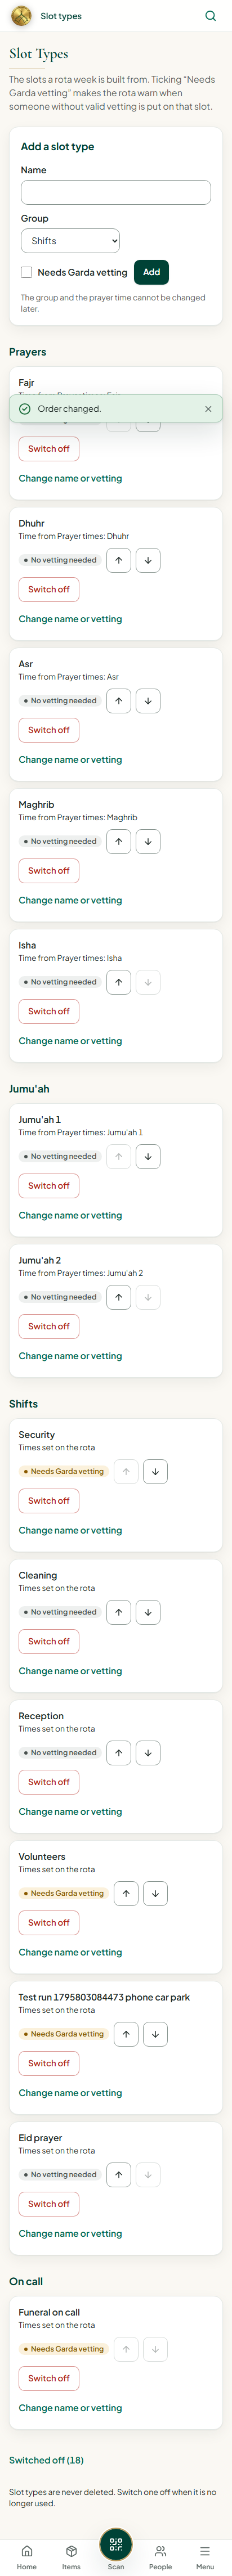 Slot types
Slot Types
The slots a rota week is built from. Ticking "Needs
Garda vetting" makes the rota warn when
someone without valid vetting is put on that slot.
Add a slot type
Name
Group
Shifts
Needs Garda vetting
Add
The group and the prayer time cannot be changed
later.
Prayers
Fajr
Order changed.
Switch off
Change name or vetting
Dhuhr
Time from Prayer times: Dhuhr
No vetting needed
Switch off
Change name or vetting
Asr
Time from Prayer times: Asr
No vetting needed
Switch off
Change name or vetting
Maghrib
Time from Prayer times: Maghrib
No vetting needed
Switch off
Change name or vetting
Isha
Time from Prayer times: Isha
No vetting needed
Switch off
Change name or vetting
Jumu'ah
Jumu'ah 1
Time from Prayer times: Jumu'ah 1
No vetting needed
Switch off
Change name or vetting
Jumu'ah 2
Time from Prayer times: Jumu'ah 2
No vetting needed
Switch off
Change name or vetting
Shifts
Security
Times set on the rota
Needs Garda vetting
Switch off
Change name or vetting
Cleaning
Times set on the rota
No vetting needed
Switch off
Change name or vetting
Reception
Times set on the rota
No vetting needed
Switch off
Change name or vetting
Volunteers
Times set on the rota
Needs Garda vetting
Switch off
Change name or vetting
Test run 1795803084473 phone car park
Times set on the rota
Needs Garda vetting
Switch off
Change name or vetting
Eid prayer
Times set on the rota
No vetting needed
Switch off
Change name or vetting
On call
Funeral on call
Times set on the rota
Needs Garda vetting
Switch off
Change name or vetting
Switched off (18)
Slot types are never deleted. Switch one off when it is no
longer used.
Home
Items
Scan
People
Menu